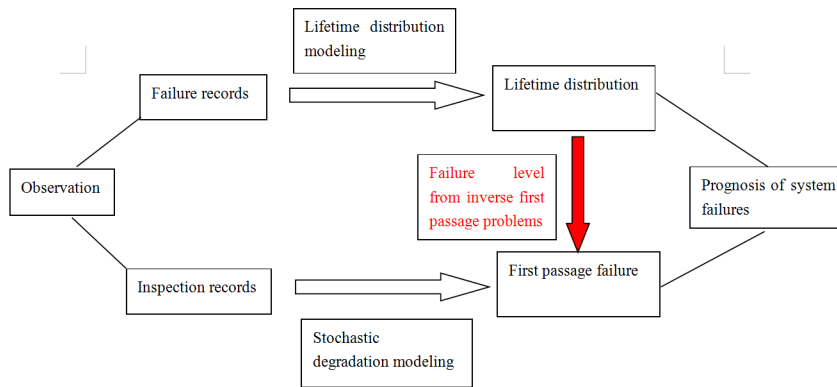 Lifetime distribution
modeling
Failure records
Lifetime distribution
Failure level
from inverse first
passage problems
Observation
Prognosis of system
failures
Inspection records
First passage failure
Stochastic
degradation modeling